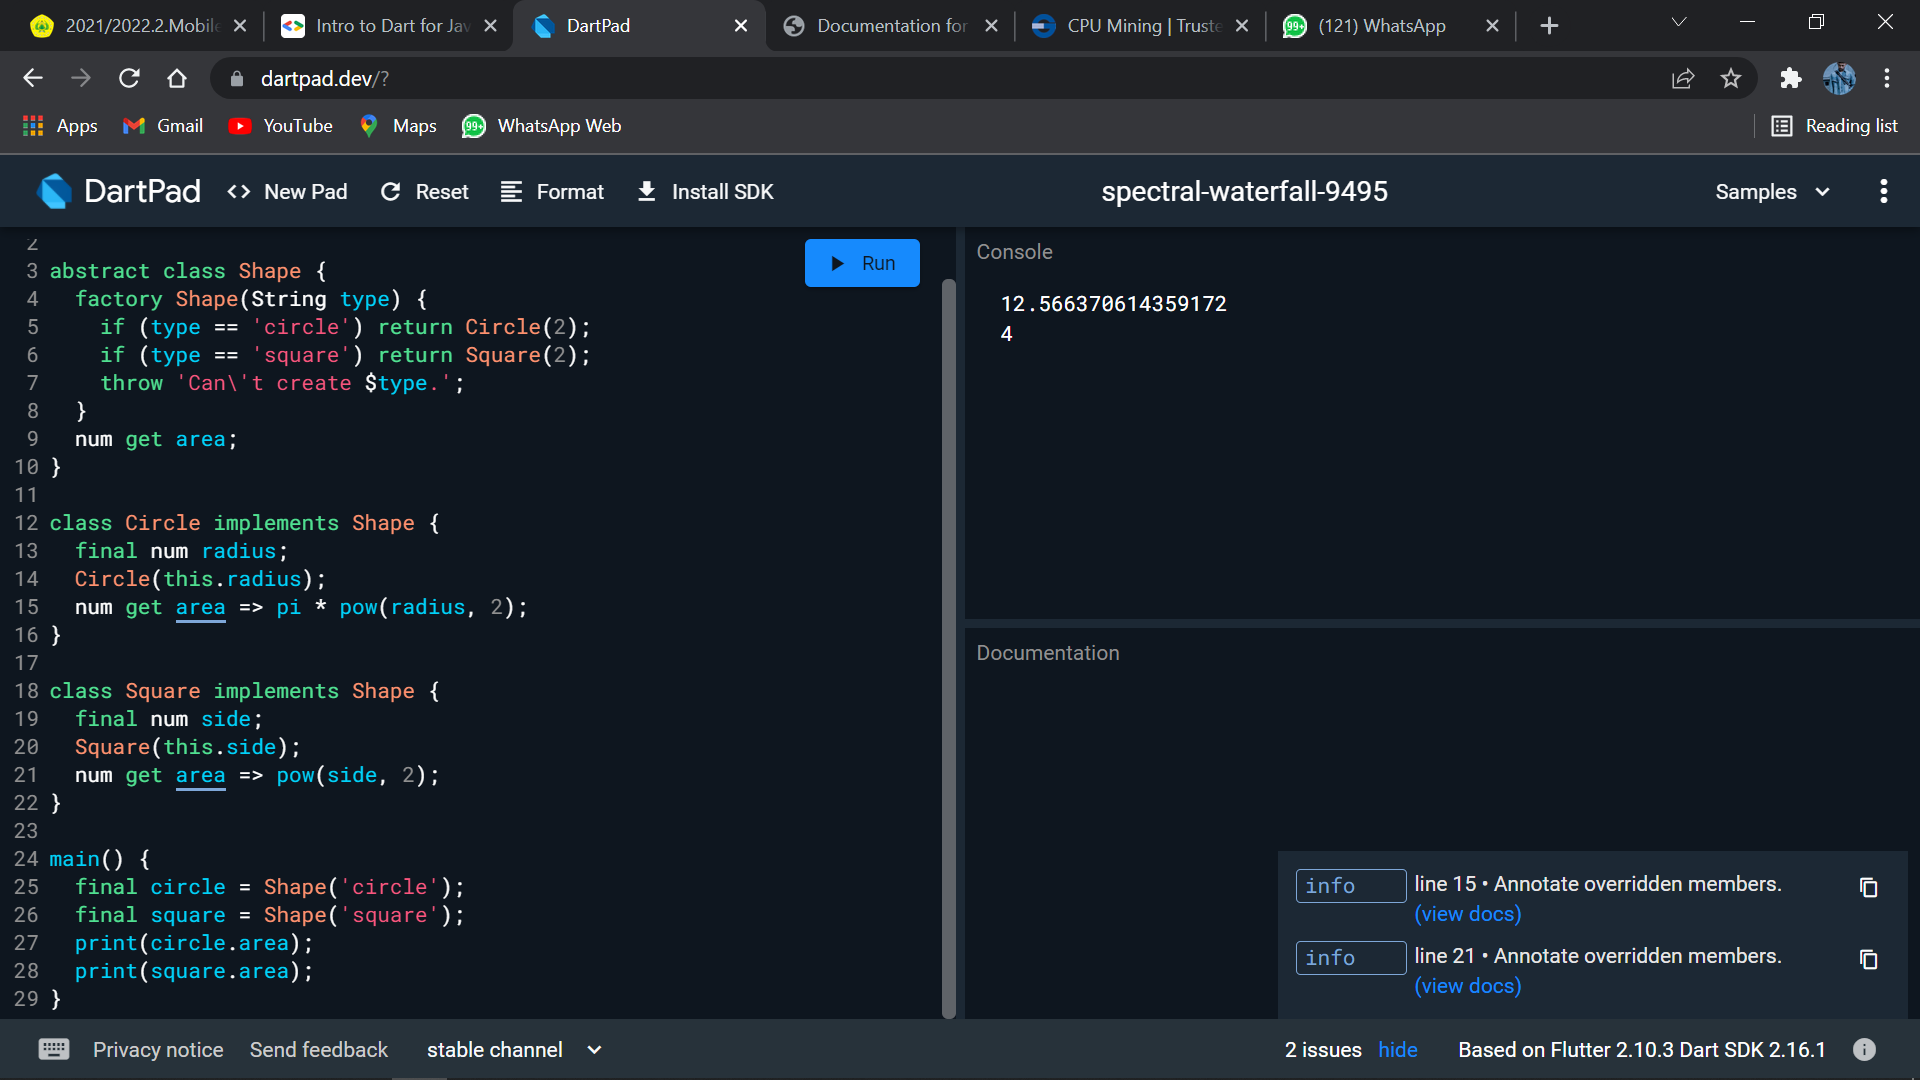 2021/2022.2.Mobile
Intro to Dart for Jav
DartPad
Documentation for
CPU Mining | Truste
99+ (121) WhatsApp
dartpad.dev/?
Apps
Gmail
YouTube
Maps
99+ WhatsApp Web
Reading list
DartPad
<> New Pad
Reset
Format
Install SDK
spectral-waterfall-9495
Samples
2
3 abstract class Shape {
4   factory Shape(String type) {
5     if (type == 'circle') return Circle(2);
6     if (type == 'square') return Square(2);
7     throw 'Can\'t create $type.';
8   }
9   num get area;
10 }
11
12 class Circle implements Shape {
13   final num radius;
14   Circle(this.radius);
15   num get area => pi * pow(radius, 2);
16 }
17
18 class Square implements Shape {
19   final num side;
20   Square(this.side);
21   num get area => pow(side, 2);
22 }
23
24 main() {
25   final circle = Shape('circle');
26   final square = Shape('square');
27   print(circle.area);
28   print(square.area);
29 }
Run
Console
12.566370614359172
4
Documentation
info line 15 • Annotate overridden members.
(view docs)
info line 21 • Annotate overridden members.
(view docs)
Privacy notice
Send feedback
stable channel
2 issues hide
Based on Flutter 2.10.3 Dart SDK 2.16.1